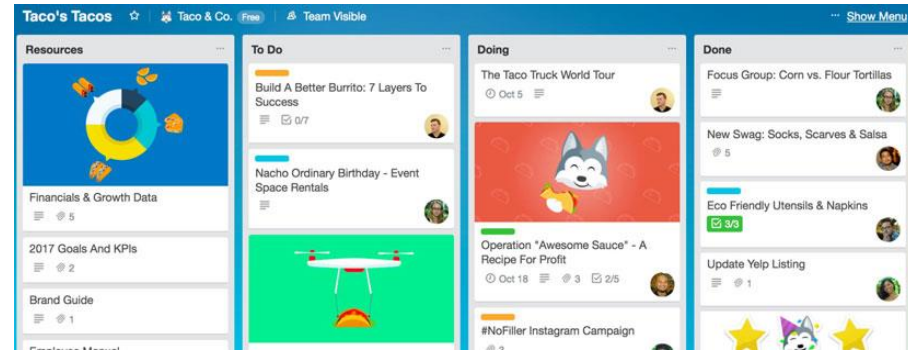 Taco's Tacos
Taco & Co.
Free
Team Visible
... Show Menu
Resources
Financials & Growth Data
5
2017 Goals And KPIs
2
Brand Guide
1
Employee Manual
To Do
Build A Better Burrito: 7 Layers To
Success
0/7
Nacho Ordinary Birthday - Event
Space Rentals
Doing
The Taco Truck World Tour
Oct 5
Operation "Awesome Sauce" - A
Recipe For Profit
Oct 18 3 2/5
#NoFiller Instagram Campaign
3
Done
Focus Group: Corn vs. Flour Tortillas
New Swag: Socks, Scarves & Salsa
5
Eco Friendly Utensils & Napkins
3/3
Update Yelp Listing
1